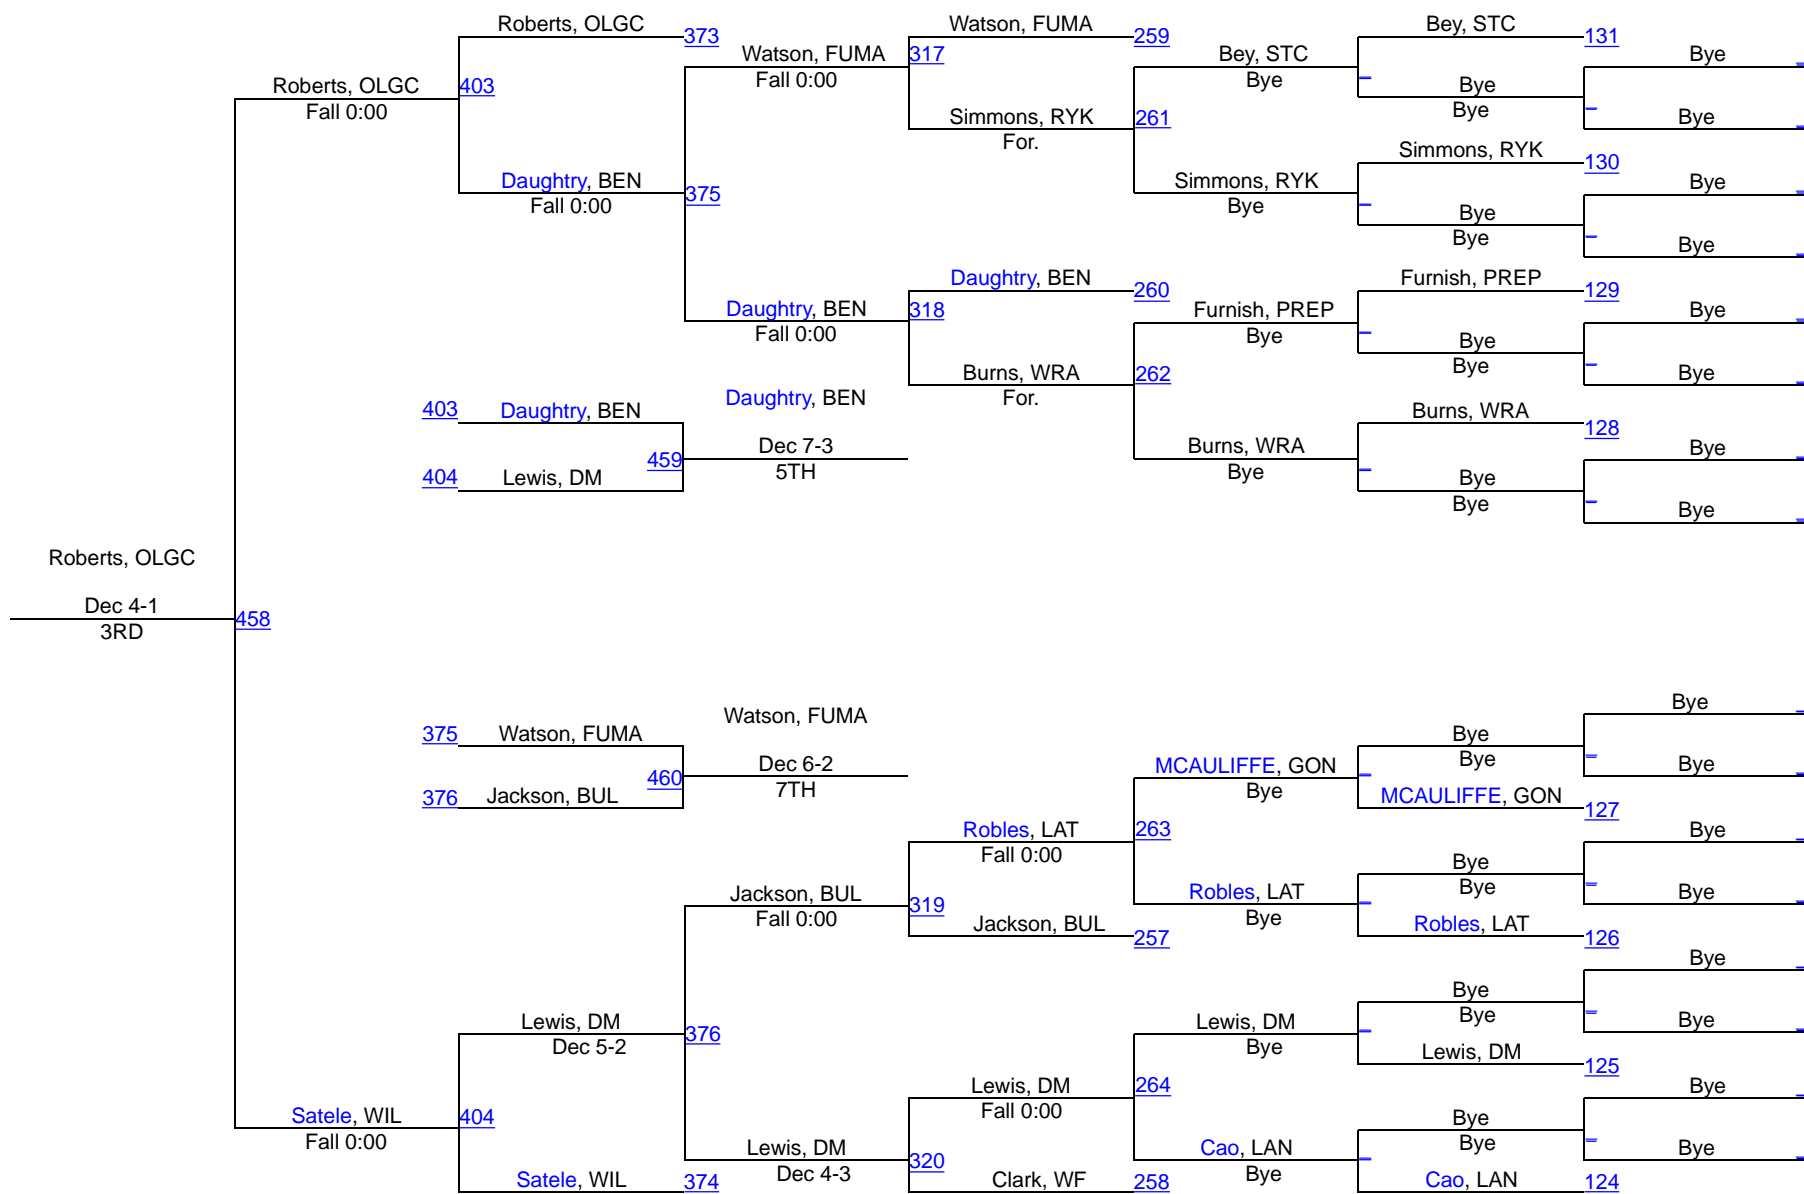 Roberts, OLGC
373
Watson, FUMA
259
Bey, STC
131
Watson, FUMA
Fall 0:00
317
Bey, STC
Bye
Bye
Roberts, OLGC
Fall 0:00
403
Bye
Bye
Simmons, RYK
For.
261
Bye
Simmons, RYK
130
Daughtry, BEN
Fall 0:00
375
Simmons, RYK
Bye
Bye
Bye
Bye
Bye
Daughtry, BEN
260
Furnish, PREP
129
Daughtry, BEN
Fall 0:00
318
Furnish, PREP
Bye
Bye
Bye
Bye
Burns, WRA
For.
262
Bye
403
Daughtry, BEN
Daughtry, BEN
Burns, WRA
128
459
Dec 7-3
5TH
Burns, WRA
Bye
Bye
404
Lewis, DM
Bye
Bye
Bye
Roberts, OLGC
Dec 4-1
3RD
458
Bye
375
Watson, FUMA
Watson, FUMA
Bye
Bye
460
Dec 6-2
7TH
MCAULIFFE, GON
Bye
Bye
376
Jackson, BUL
MCAULIFFE, GON
127
Robles, LAT
Fall 0:00
263
Bye
Bye
Bye
Jackson, BUL
Fall 0:00
319
Robles, LAT
Bye
Bye
Jackson, BUL
257
Robles, LAT
126
Bye
Bye
Bye
Lewis, DM
Dec 5-2
376
Lewis, DM
Bye
Bye
Lewis, DM
125
Lewis, DM
Fall 0:00
264
Bye
Satele, WIL
Fall 0:00
404
Bye
Bye
Lewis, DM
Dec 4-3
320
Cao, LAN
Bye
Bye
Satele, WIL
374
Clark, WF
258
Cao, LAN
124